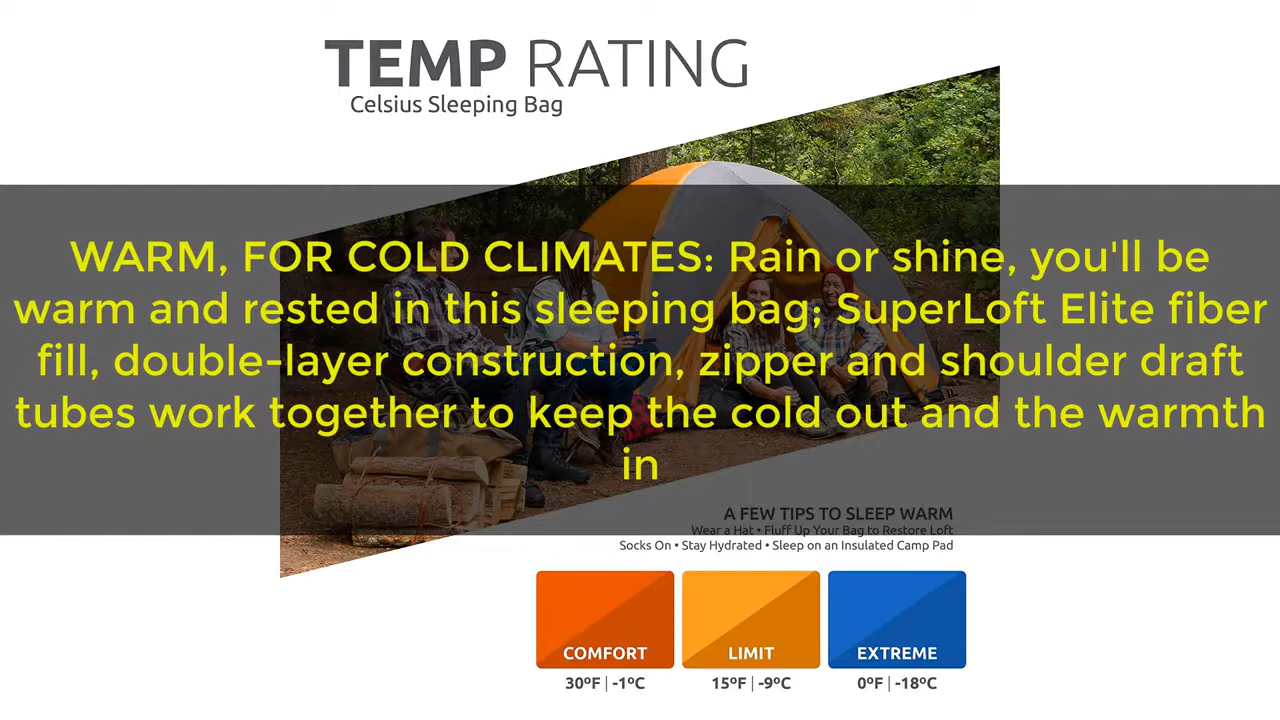 TEMP RATING
Celsius Sleeping Bag
WARM, FOR COLD CLIMATES: Rain or shine, you'll be
warm and rested in this sleeping bag; SuperLoft Elite fiber
fill, double-layer construction, zipper and shoulder draft
tubes work together to keep the cold out and the warmth
in
A FEW TIPS TO SLEEP WARM
Wear a Hat • Fluff Up Your Bag to Restore Loft
Socks On • Stay Hydrated • Sleep on an Insulated Camp Pad
COMFORT LIMIT EXTREME
30ºF | -1ºC 15ºF | -9ºC 0ºF | -18ºC